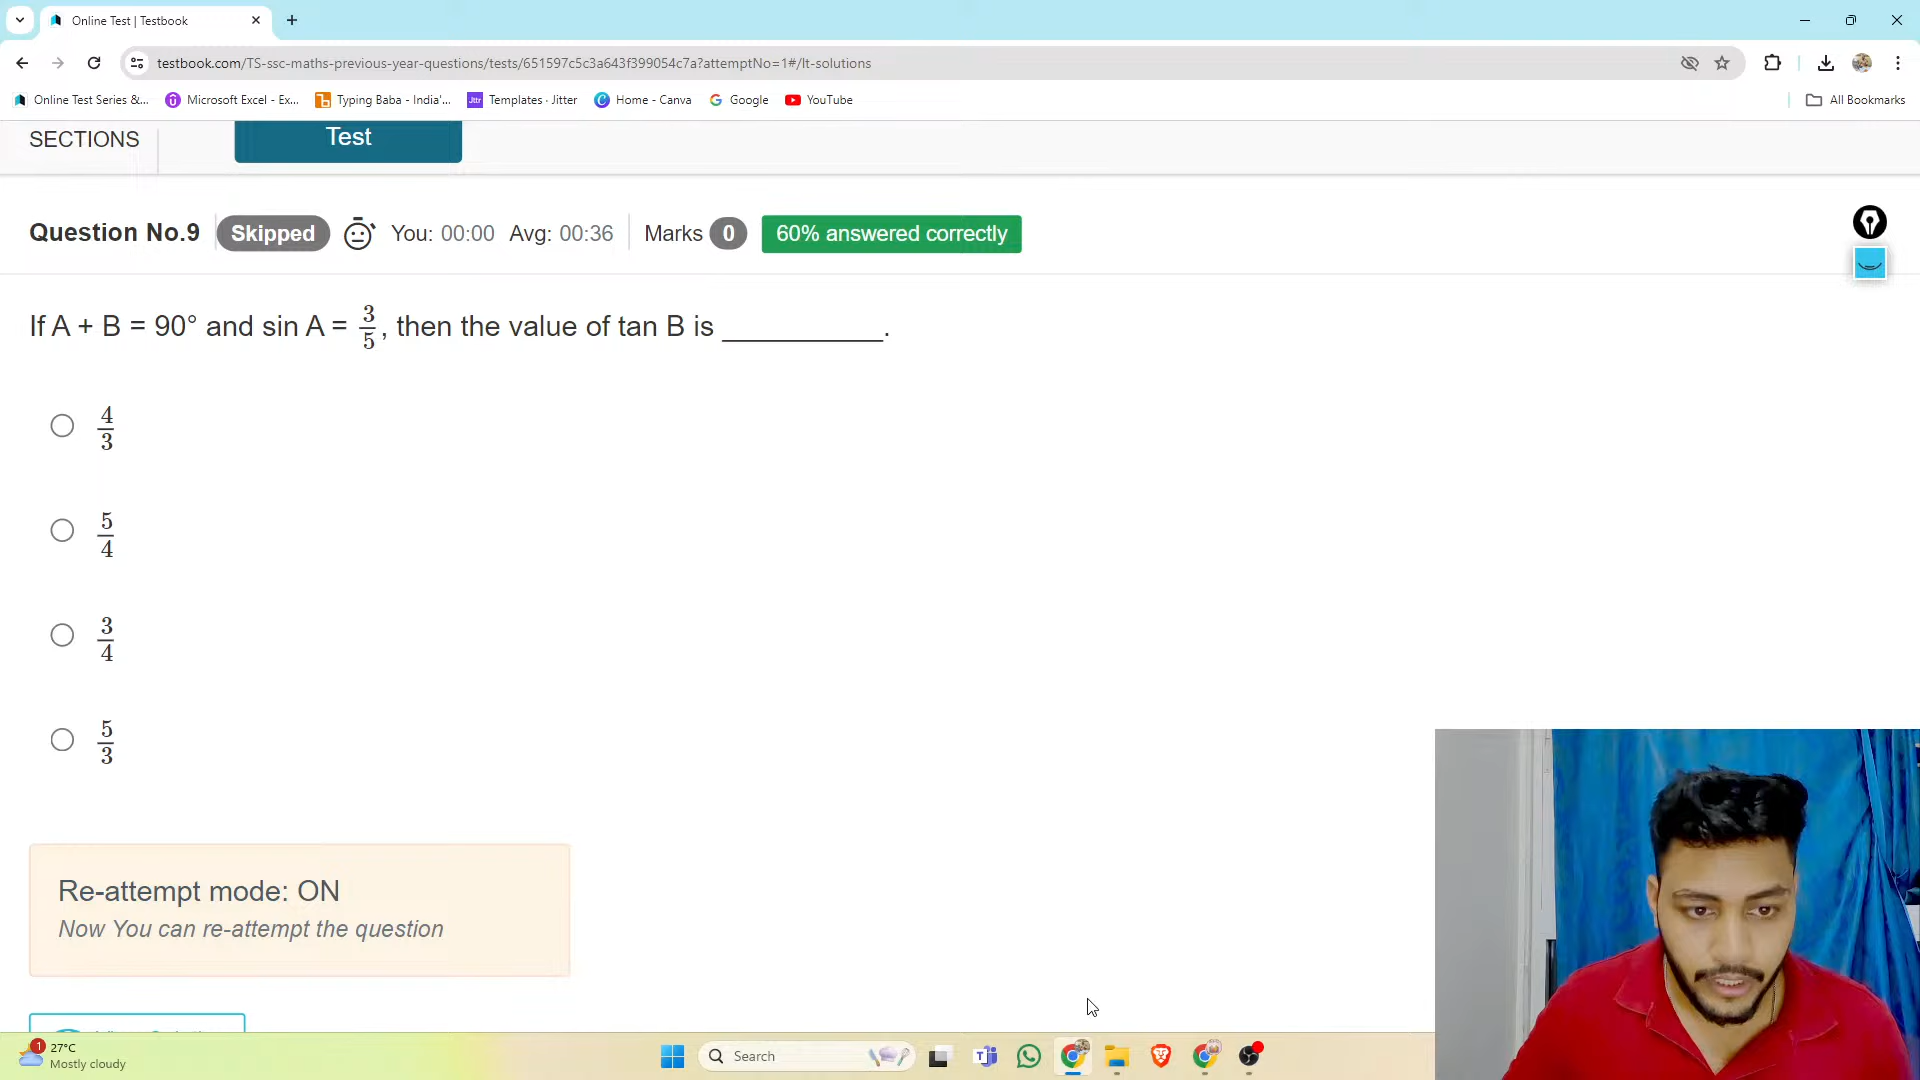 Online Test | Testbook
testbook.com/TS-ssc-maths-previous-year-questions/tests/651597c5c3a643f399054c7a?attemptNo=1#/lt-solutions
Online Test Series &... Microsoft Excel - Ex... Typing Baba - India'... Jttr Templates · Jitter Home - Canva Google YouTube All Bookmarks
SECTIONS Test
Question No.9 Skipped You: 00:00 Avg: 00:36 Marks 0 60% answered correctly
If A + B = 90° and sin A = 3/5, then the value of tan B is __________.
4/3
5/4
3/4
5/3
Re-attempt mode: ON
Now You can re-attempt the question
1 27°C
Mostly cloudy
Search